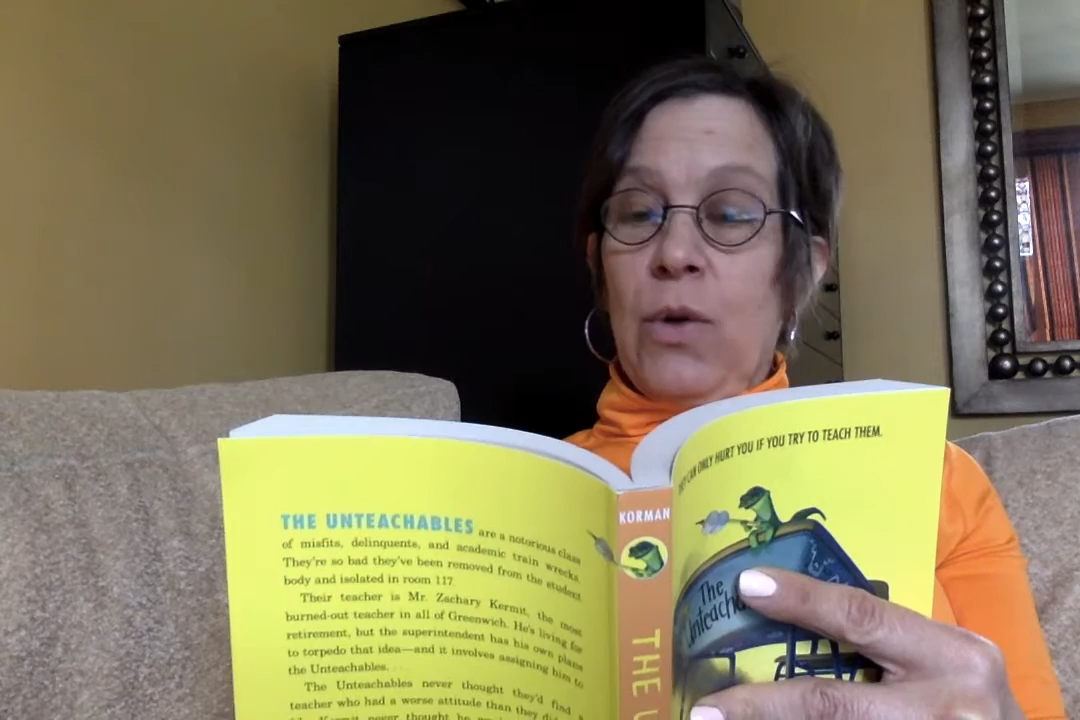 THE UNTEACHABLES are a notorious class
of misfits, delinquents, and academic train wrecks.
They're so bad they've been removed from the student
body and isolated in room 117.
Their teacher is Mr. Zachary Kermit, the most
burned-out teacher in all of Greenwich. He's living for
retirement, but the superintendent has his own plans
to torpedo that idea—and it involves assigning him to
the Unteachables. . . .
The Unteachables never thought they'd find a
teacher who had a worse attitude than they did
Kermit never thought he
KORMAN
THE U
THEY CAN ONLY HURT YOU IF YOU TRY TO TEACH THEM.
The
Unteacha